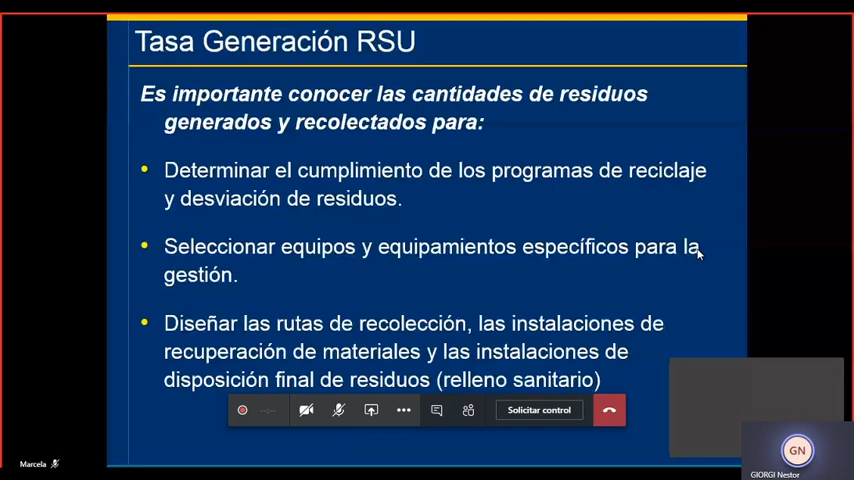 Tasa Generación RSU
Es importante conocer las cantidades de residuos
generados y recolectados para:
• Determinar el cumplimiento de los programas de reciclaje
y desviación de residuos.
• Seleccionar equipos y equipamientos específicos para la
gestión.
• Diseñar las rutas de recolección, las instalaciones de
recuperación de materiales y las instalaciones de
disposición final de residuos (relleno sanitario)
--:--
Solicitar control
GN
Marcela
GIORGI Nestor